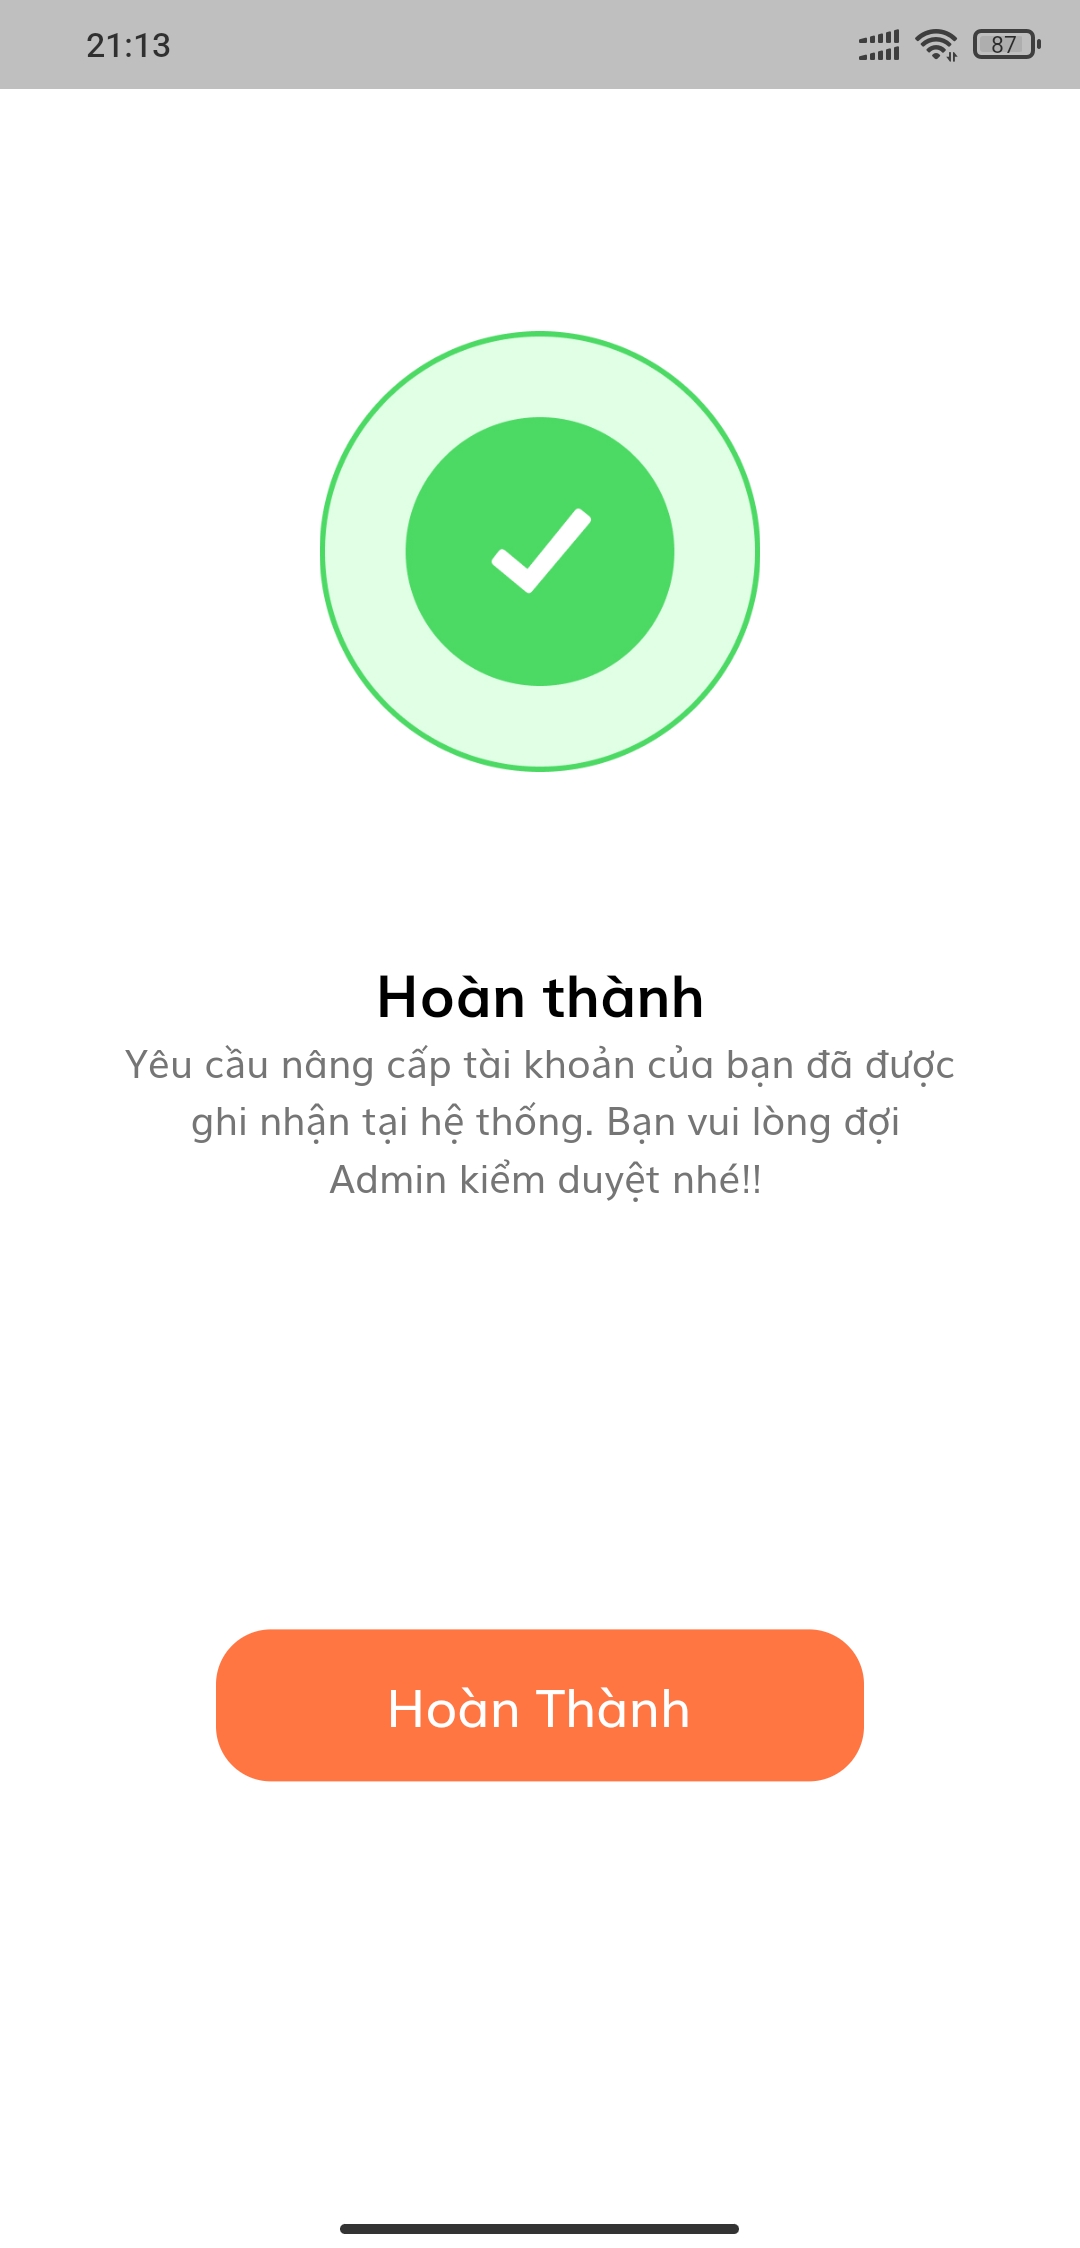 21:13
87
Hoàn thành
Yêu cầu nâng cấp tài khoản của bạn đã được
ghi nhận tại hệ thống. Bạn vui lòng đợi
Admin kiểm duyệt nhé!!
Hoàn Thành